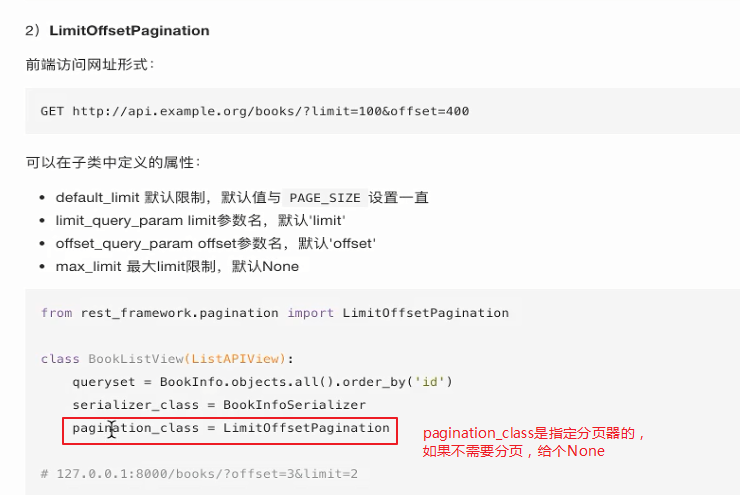 2）LimitOffsetPagination
前端访问网址形式：
GET http://api.example.org/books/?limit=100&offset=400
可以在子类中定义的属性：
• default_limit 默认限制，默认值与 PAGE_SIZE 设置一直
• limit_query_param limit参数名，默认'limit'
• offset_query_param offset参数名，默认'offset'
• max_limit 最大limit限制，默认None
from rest_framework.pagination import LimitOffsetPagination
class BookListView(ListAPIView):
queryset = BookInfo.objects.all().order_by('id')
serializer_class = BookInfoSerializer
pagination_class = LimitOffsetPagination
pagination_class是指定分页器的，
如果不需要分页，给个None
# 127.0.0.1:8000/books/?offset=3&limit=2